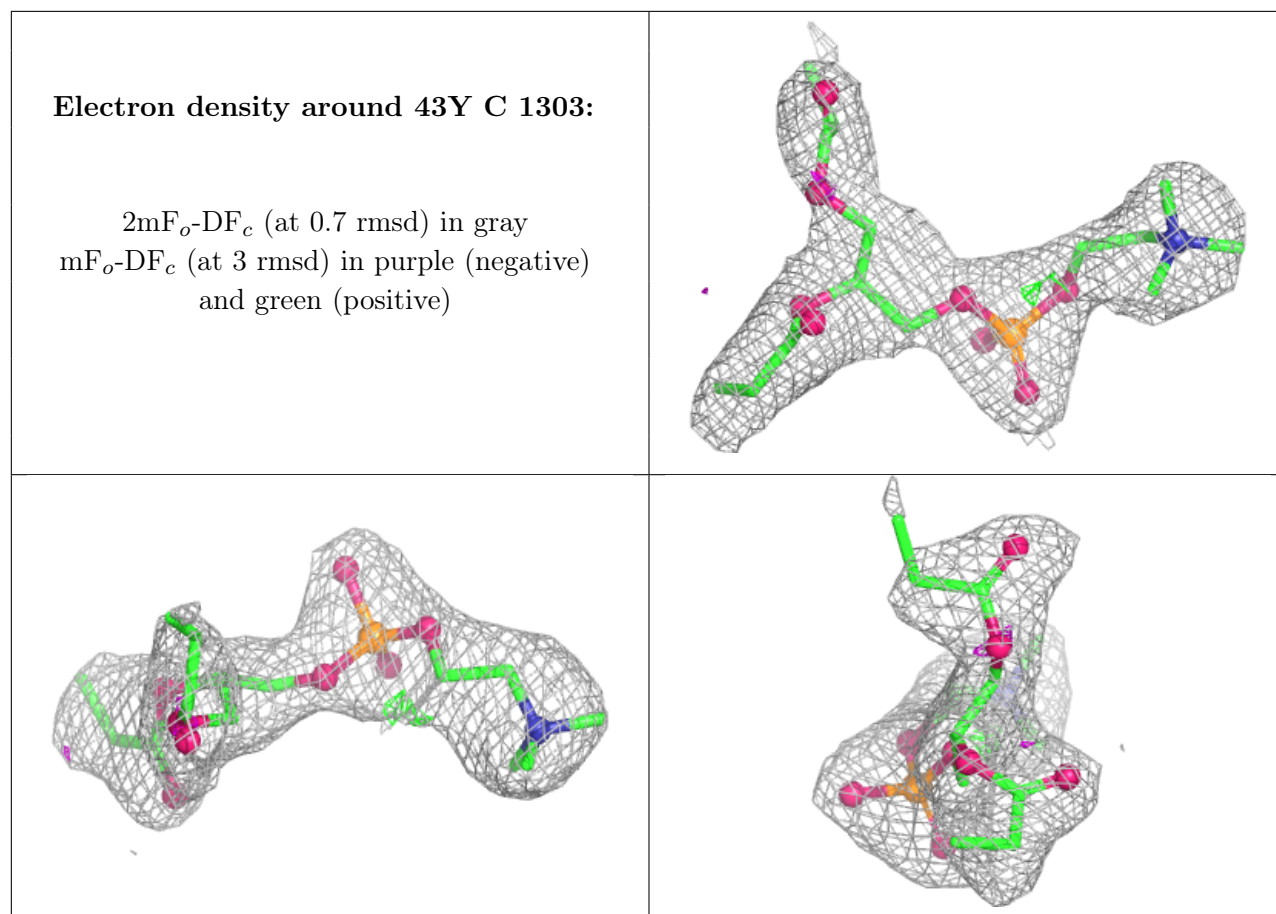 Electron density around 43Y C 1303:
2mFₒ-DF𝒸 (at 0.7 rmsd) in gray
mFₒ-DF𝒸 (at 3 rmsd) in purple (negative)
and green (positive)